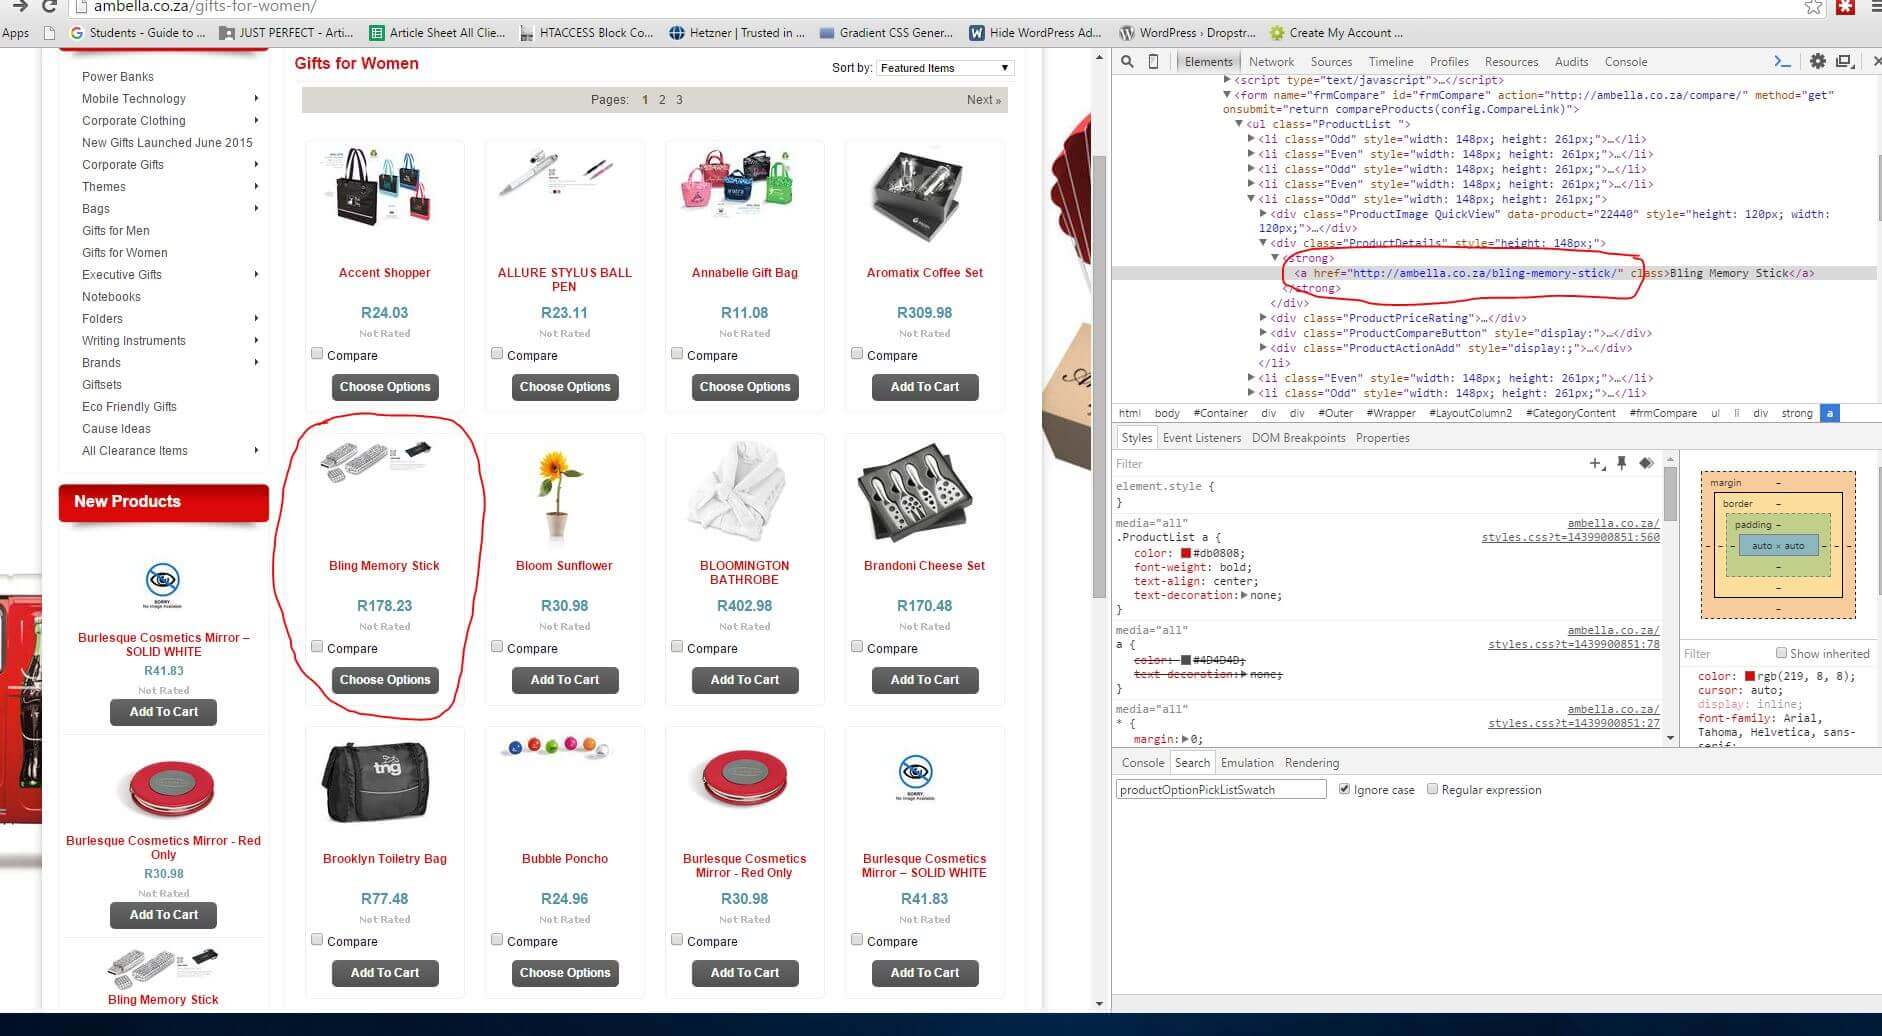 ambella.co.za/gifts-for-women/
Apps
Students - Guide to ...
JUST PERFECT - Arti...
Article Sheet All Clie...
HTACCESS Block Co...
Hetzner | Trusted in ...
Gradient CSS Gener...
Hide WordPress Ad...
WordPress › Dropstr...
Create My Account ...
Power Banks
Mobile Technology
Corporate Clothing
New Gifts Launched June 2015
Corporate Gifts
Themes
Bags
Gifts for Men
Gifts for Women
Executive Gifts
Notebooks
Folders
Writing Instruments
Brands
Giftsets
Eco Friendly Gifts
Cause Ideas
All Clearance Items
New Products
SORRY
No Image Available
Burlesque Cosmetics Mirror –
SOLID WHITE
R41.83
Not Rated
Add To Cart
Burlesque Cosmetics Mirror - Red
Only
R30.98
Not Rated
Add To Cart
Bling Memory Stick
Gifts for Women
Sort by: Featured Items
Pages: 1 2 3
Next »
Accent Shopper
R24.03
Not Rated
Compare
Choose Options
ALLURE STYLUS BALL
PEN
R23.11
Not Rated
Compare
Choose Options
Annabelle Gift Bag
R11.08
Not Rated
Compare
Choose Options
Aromatix Coffee Set
R309.98
Not Rated
Compare
Add To Cart
Bling Memory Stick
R178.23
Not Rated
Compare
Choose Options
Bloom Sunflower
R30.98
Not Rated
Compare
Add To Cart
BLOOMINGTON
BATHROBE
R402.98
Not Rated
Compare
Add To Cart
Brandoni Cheese Set
R170.48
Not Rated
Compare
Add To Cart
tng
Brooklyn Toiletry Bag
R77.48
Not Rated
Compare
Add To Cart
Bubble Poncho
R24.96
Not Rated
Compare
Choose Options
Burlesque Cosmetics
Mirror - Red Only
R30.98
Not Rated
Compare
Add To Cart
SORRY
No Image Available
Burlesque Cosmetics
Mirror – SOLID WHITE
R41.83
Not Rated
Compare
Add To Cart
Elements Network Sources Timeline Profiles Resources Audits Console
<script type="text/javascript">…</script>
<form name="frmCompare" id="frmCompare" action="http://ambella.co.za/compare/" method="get"
onsubmit="return compareProducts(config.CompareLink)">
<ul class="ProductList ">
<li class="Odd" style="width: 148px; height: 261px;">…</li>
<li class="Even" style="width: 148px; height: 261px;">…</li>
<li class="Odd" style="width: 148px; height: 261px;">…</li>
<li class="Even" style="width: 148px; height: 261px;">…</li>
<li class="Odd" style="width: 148px; height: 261px;">
<div class="ProductImage QuickView" data-product="22440" style="height: 120px; width:
120px;">…</div>
<div class="ProductDetails" style="height: 148px;">
<strong>
<a href="http://ambella.co.za/bling-memory-stick/" class>Bling Memory Stick</a>
</strong>
</div>
<div class="ProductPriceRating">…</div>
<div class="ProductCompareButton" style="display:">…</div>
<div class="ProductActionAdd" style="display:;">…</div>
</li>
<li class="Even" style="width: 148px; height: 261px;">…</li>
<li class="Odd" style="width: 148px; height: 261px;">…</li>
html body #Container div div #Outer #Wrapper #LayoutColumn2 #CategoryContent #frmCompare ul li div strong a
Styles Event Listeners DOM Breakpoints Properties
Filter
element.style {
}
media="all" ambella.co.za/
.ProductList a { styles.css?t=1439900851:560
color: #db0808;
font-weight: bold;
text-align: center;
text-decoration: none;
}
media="all" ambella.co.za/
a { styles.css?t=1439900851:78
color: #4D4D4D;
text-decoration: none;
}
media="all" ambella.co.za/
* { styles.css?t=1439900851:27
margin: 0;
margin –
border –
padding –
– – – auto × auto – – –
–
–
–
Filter Show inherited
color: rgb(219, 8, 8);
cursor: auto;
display: inline;
font-family: Arial,
Tahoma, Helvetica, sans-
serif;
Console Search Emulation Rendering
productOptionPickListSwatch Ignore case Regular expression